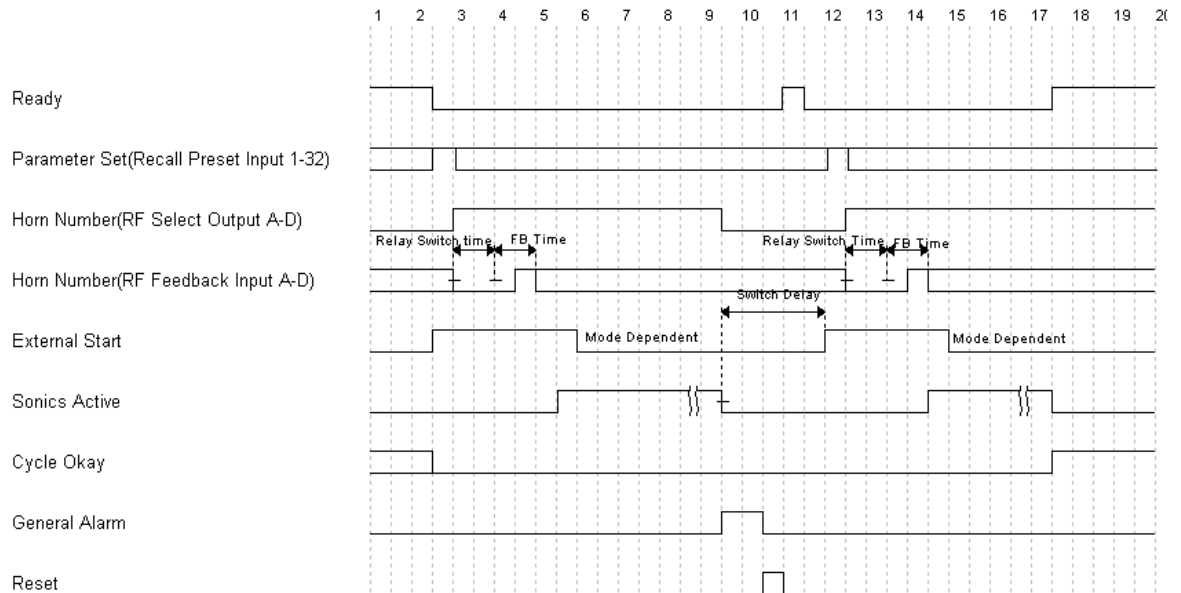 1 2 3 4 5 6 7 8 9 10 11 12 13 14 15 16 17 18 19 20
Ready
Parameter Set(Recall Preset Input 1-32)
Horn Number(RF Select Output A-D)
Relay Switch time FB Time Relay Switch Time FB Time
Horn Number(RF Feedback Input A-D)
Switch Delay
External Start Mode Dependent Mode Dependent
Sonics Active
Cycle Okay
General Alarm
Reset